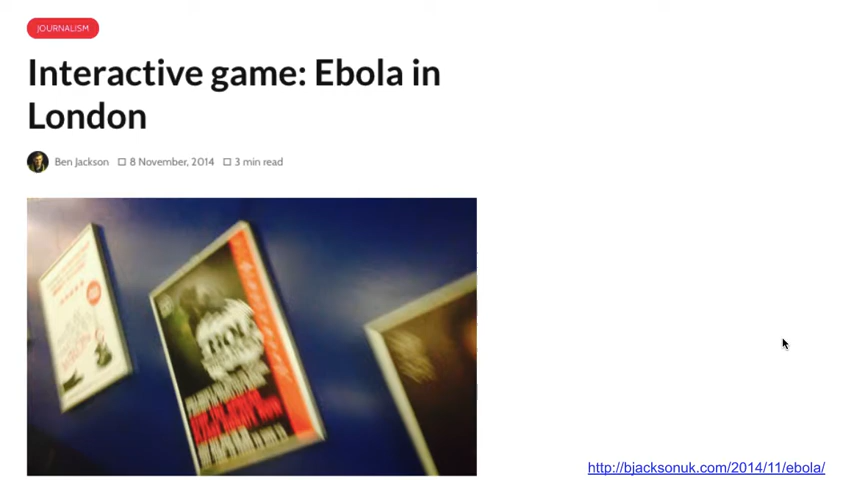 JOURNALISM
Interactive game: Ebola in
London
Ben Jackson 8 November, 2014 3 min read
http://bjacksonuk.com/2014/11/ebola/